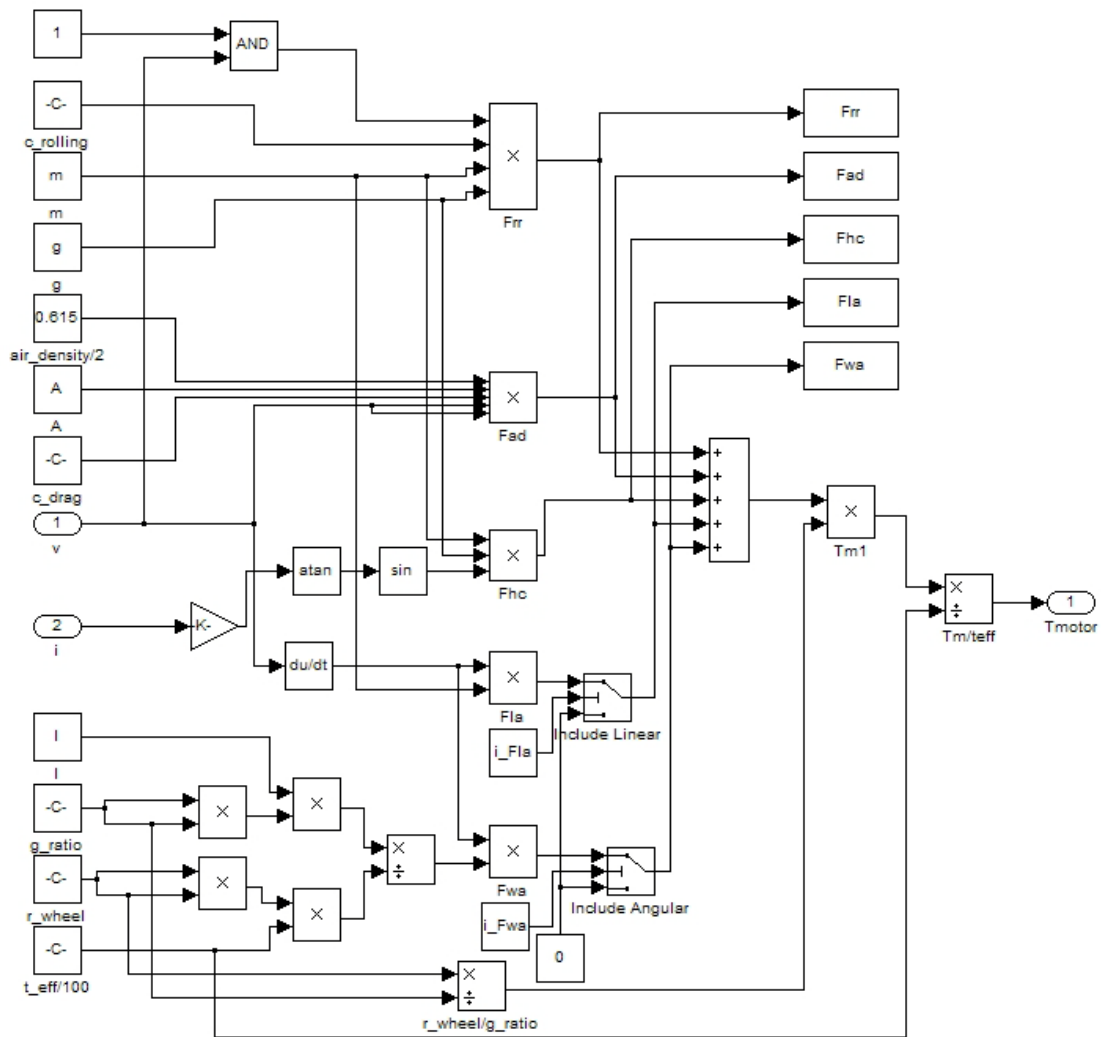 1
AND
-C-
c_rolling
m
m
g
g
0.615
air_density/2
A
A
-C-
c_drag
1
v
2
i
-K-
I
I
-C-
g_ratio
-C-
r_wheel
-C-
t_eff/100
×
Frr
×
Fad
atan
sin
×
Fhc
du/dt
×
Fla
i_Fla
Include Linear
×
×
×
÷
×
×
×
Fwa
i_Fwa
Include Angular
0
×
÷
r_wheel/g_ratio
Frr
Fad
Fhc
Fla
Fwa
+
+
+
+
+
×
Tm1
×
÷
Tm/teff
1
Tmotor